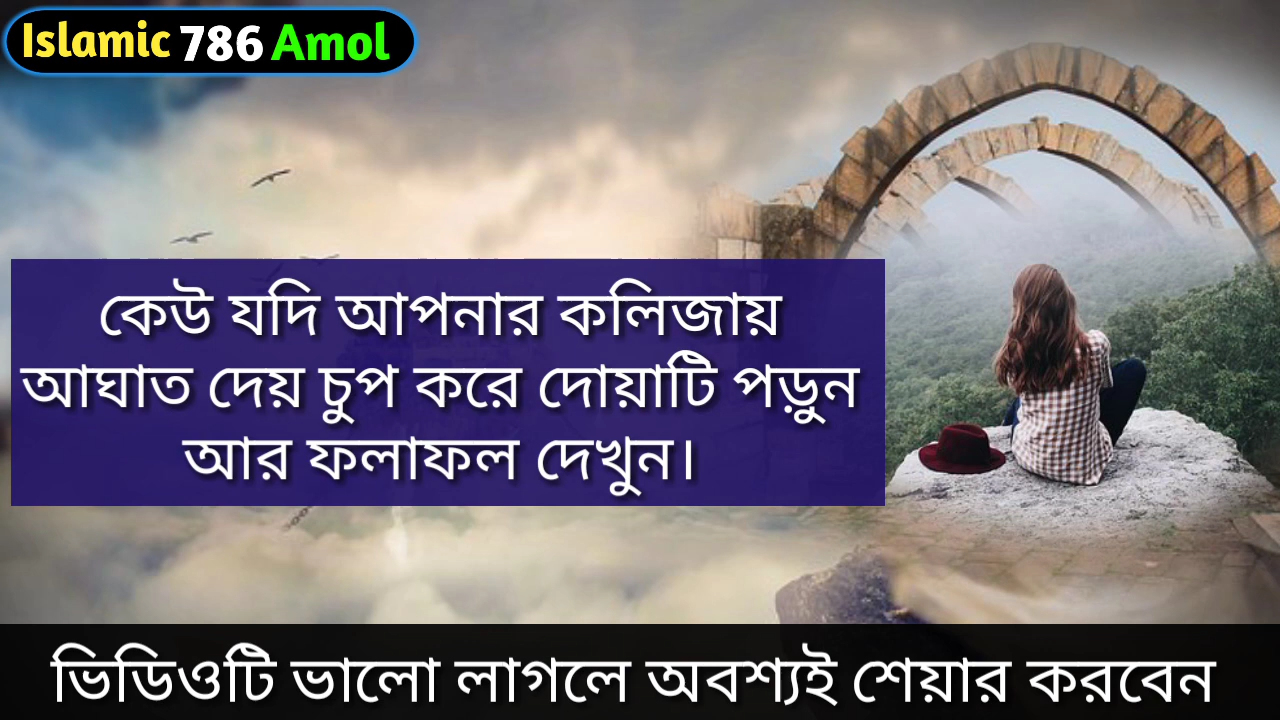 Islamic 786 Amol
কেউ যদি আপনার কলিজায়
আঘাত দেয় চুপ করে দোয়াটি পড়ুন
আর ফলাফল দেখুন।
ভিডিওটি ভালো লাগলে অবশ্যই শেয়ার করবেন